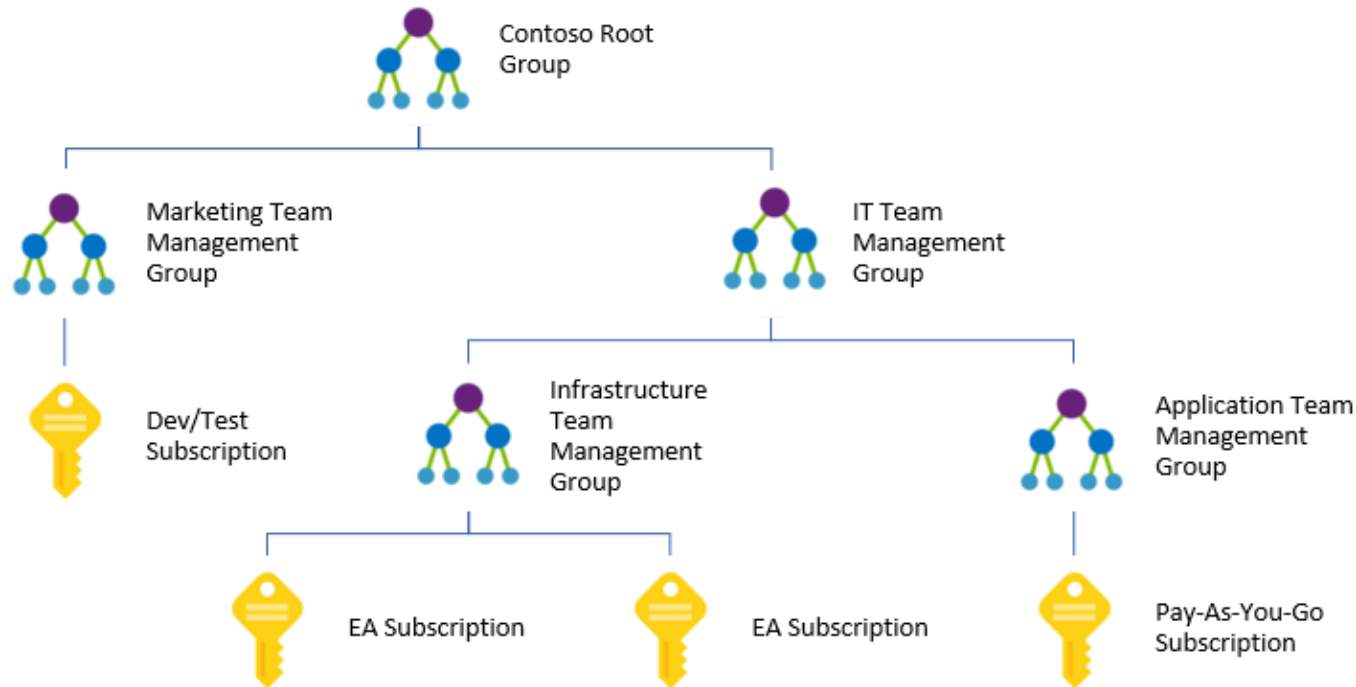 Contoso Root
Group
Marketing Team
Management
Group
IT Team
Management
Group
Dev/Test
Subscription
Infrastructure
Team
Management
Group
Application Team
Management
Group
EA Subscription
EA Subscription
Pay-As-You-Go
Subscription